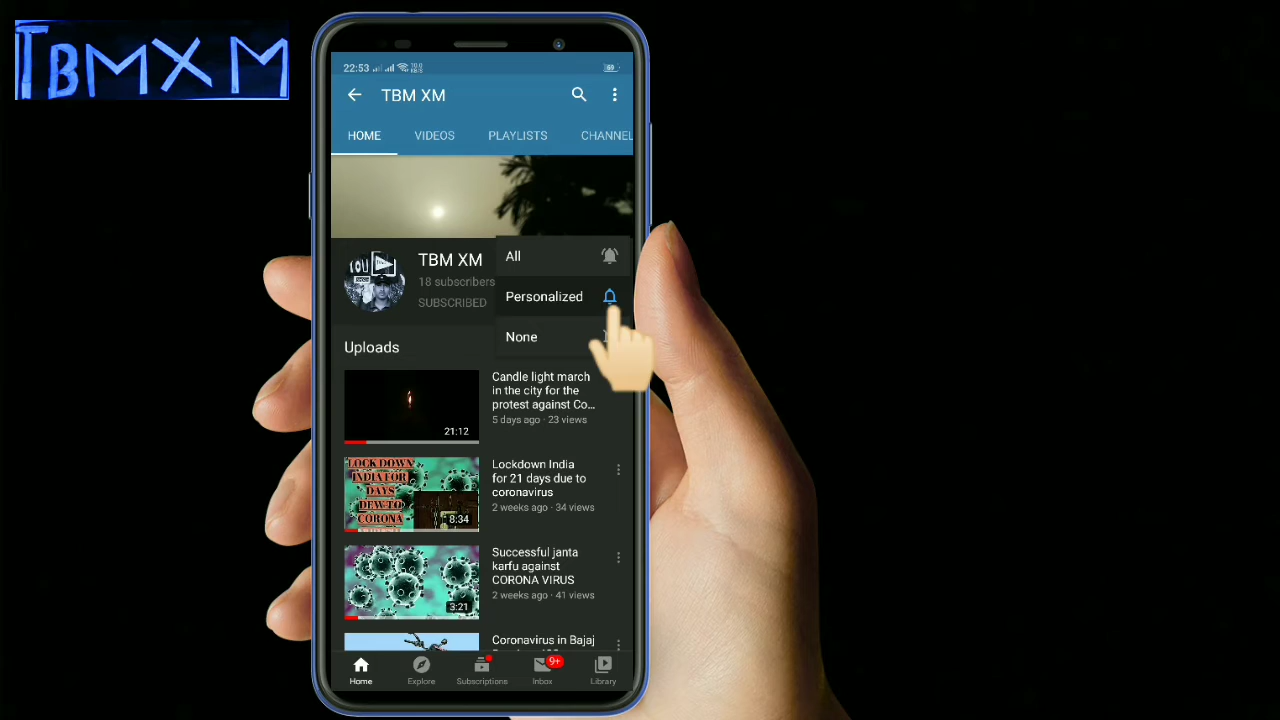 TBMXM
22:53
69
TBM XM
HOME VIDEOS PLAYLISTS CHANNEL
TBM XM
18 subscribers
SUBSCRIBED
All
Personalized
None
Uploads
Candle light march
in the city for the
protest against Co...
5 days ago · 23 views
21:12
LOCK DOWN
INDIA FOR
DAYS
DEW TO
CORONA
8:34
Lockdown India
for 21 days due to
coronavirus
2 weeks ago · 34 views
3:21
Successful janta
karfu against
CORONA VIRUS
2 weeks ago · 41 views
Coronavirus in Bajaj
Home Explore Subscriptions Inbox Library
9+